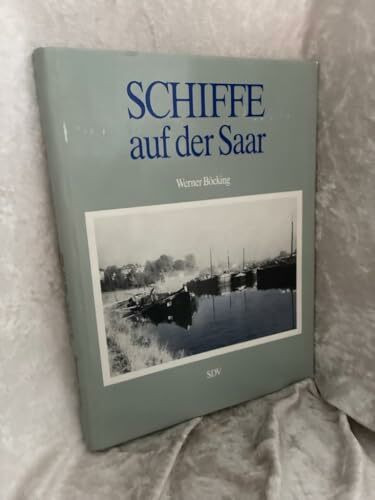 SCHIFFE
auf der Saar
Werner Böcking
SDV